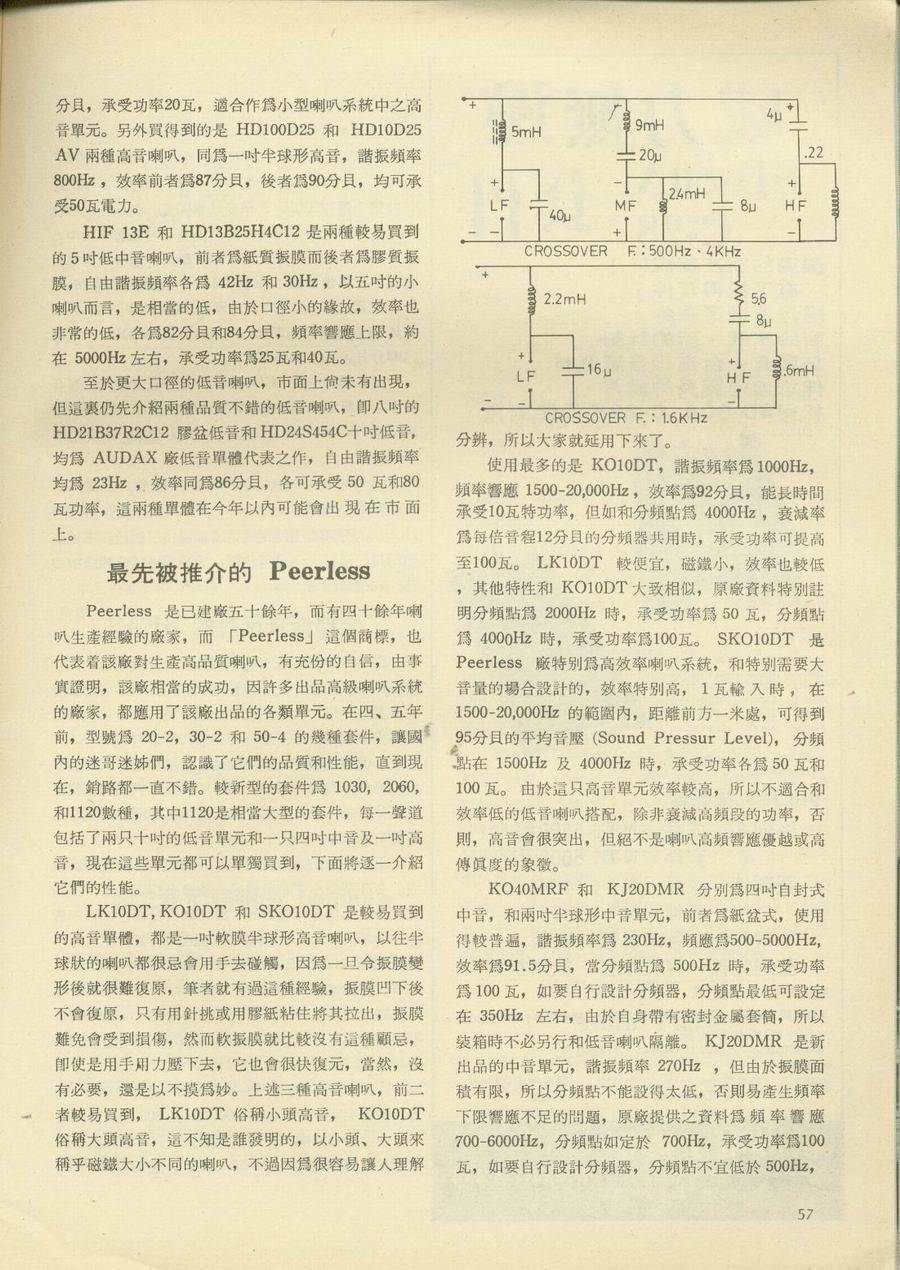 分貝，承受功率20瓦，適合作爲小型喇叭系統中之高
音單元。另外買得到的是 HD100D25 和 HD10D25
AV 兩種高音喇叭，同爲一吋半球形高音，諧振頻率
800Hz，效率前者爲87分貝，後者爲90分貝，均可承
受50瓦電力。
HIF 13E 和 HD13B25H4C12 是兩種較易買到
的 5 吋低中音喇叭，前者爲紙質振膜而後者爲膠質振
膜，自由諧振頻率各爲 42Hz 和 30Hz，以五吋的小
喇叭而言，是相當的低，由於口徑小的緣故，效率也
非常的低，各爲82分貝和84分貝，頻率響應上限，約
在 5000Hz 左右，承受功率爲25瓦和40瓦。
至於更大口徑的低音喇叭，市面上尙未有出現，
但這裏仍先介紹兩種品質不錯的低音喇叭，卽八吋的
HD21B37R2C12 膠盆低音和 HD24S454C十吋低音，
均爲 AUDAX 廠低音單體代表之作，自由諧振頻率
均爲 23Hz，效率同爲86分貝，各可承受 50 瓦和80
瓦功率，這兩種單體在今年以內可能會出現在市面
上。
最先被推介的 Peerless
Peerless 是已建廠五十餘年，而有四十餘年喇
叭生產經驗的廠家，而「Peerless」這個商標，也
代表着該廠對生產高品質喇叭，有充份的自信，由事
實證明，該廠相當的成功，因許多出品高級喇叭系統
的廠家，都應用了該廠出品的各類單元。在四、五年
前，型號爲 20-2，30-2 和 50-4 的幾種套件，讓國
內的迷哥迷姊們，認識了它們的品質和性能，直到現
在，銷路都一直不錯。較新型的套件爲 1030, 2060,
和1120數種，其中1120是相當大型的套件，每一聲道
包括了兩只十吋的低音單元和一只四吋中音及一吋高
音，現在這些單元都可以單獨買到，下面將逐一介紹
它們的性能。
LK10DT, KO10DT 和 SKO10DT 是較易買到
的高音單體，都是一吋軟膜半球形高音喇叭，以往半
球狀的喇叭都很忌會用手去碰觸，因爲一旦令振膜變
形後就很難復原，筆者就有過這種經驗，振膜凹下後
不會復原，只有用針挑或用膠紙粘住將其拉出，振膜
難免會受到損傷，然而軟振膜就比較沒有這種顧忌，
卽使是用手用力壓下去，它也會很快復元，當然，沒
有必要，還是以不摸爲妙。上述三種高音喇叭，前二
者較易買到， LK10DT 俗稱小頭高音， KO10DT
俗稱大頭高音，這不知是誰發明的，以小頭、大頭來
稱乎磁鐵大小不同的喇叭，不過因爲很容易讓人理解
+ 5mH 9mH 4μ +
20μ .22
+ LF 40μ - MF 2.4mH 8μ + HF
- - + -
CROSSOVER F.：500Hz、4KHz
+ 2.2mH 5.6
8μ
+ LF 16μ + HF .6mH
- - -
CROSSOVER F.：1.6KHz
分辨，所以大家就延用下來了。
使用最多的是 KO10DT，諧振頻率爲1000Hz，
頻率響應 1500-20,000Hz，效率爲92分貝，能長時間
承受10瓦特功率，但如和分頻點爲 4000Hz，衰減率
爲每倍音程12分貝的分頻器共用時，承受功率可提高
至100瓦。 LK10DT 較便宜，磁鐵小，效率也較低
，其他特性和 KO10DT大致相似，原廠資料特別註
明分頻點爲 2000Hz 時，承受功率爲 50 瓦，分頻點
爲 4000Hz 時，承受功率爲100瓦。 SKO10DT 是
Peerless 廠特別爲高效率喇叭系統，和特別需要大
音量的場合設計的，效率特別高， 1 瓦輸入時，在
1500-20,000Hz 的範圍內，距離前方一米處，可得到
95分貝的平均音壓 (Sound Pressur Level)，分頻
點在 1500Hz 及 4000Hz 時，承受功率各爲 50 瓦和
100 瓦。由於這只高音單元效率較高，所以不適合和
效率低的低音喇叭搭配，除非衰減高頻段的功率，否
則，高音會很突出，但絕不是喇叭高頻響應優越或高
傳眞度的象徵。
KO40MRF 和 KJ20DMR 分別爲四吋自封式
中音，和兩吋半球形中音單元，前者爲紙盆式，使用
得較普遍，諧振頻率爲 230Hz，頻應爲500-5000Hz，
效率爲91.5分貝，當分頻點爲 500Hz 時，承受功率
爲 100 瓦，如要自行設計分頻器，分頻點最低可設定
在 350Hz 左右，由於自身帶有密封金屬套筒，所以
裝箱時不必另行和低音喇叭隔離。 KJ20DMR 是新
出品的中音單元，諧振頻率 270Hz ，但由於振膜面
積有限，所以分頻點不能設得太低，否則易產生頻率
下限響應不足的問題，原廠提供之資料爲頻率響應
700-6000Hz，分頻點如定於 700Hz，承受功率爲100
瓦，如要自行設計分頻器，分頻點不宜低於 500Hz，
57